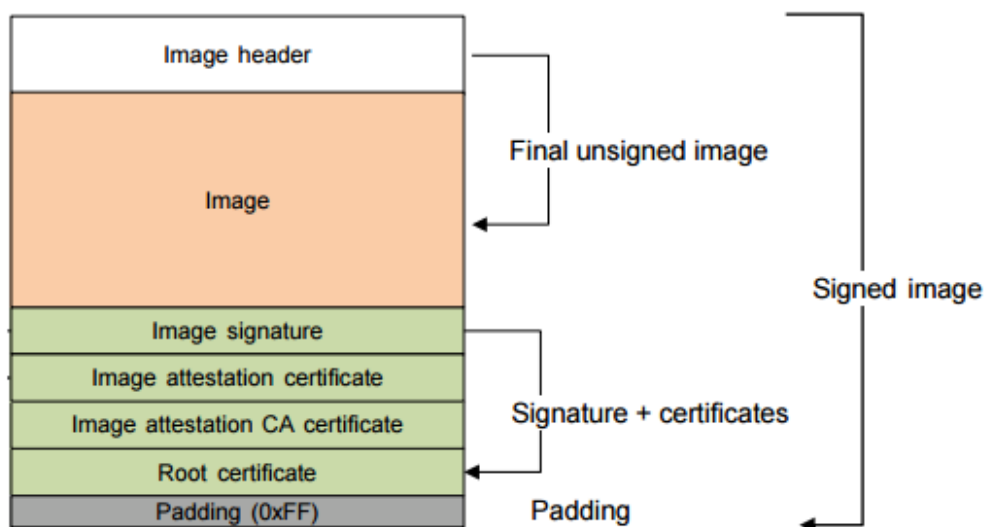 Image header
Final unsigned image
Image
Signed image
Image signature
Image attestation certificate
Image attestation CA certificate
Signature + certificates
Root certificate
Padding (0xFF)
Padding